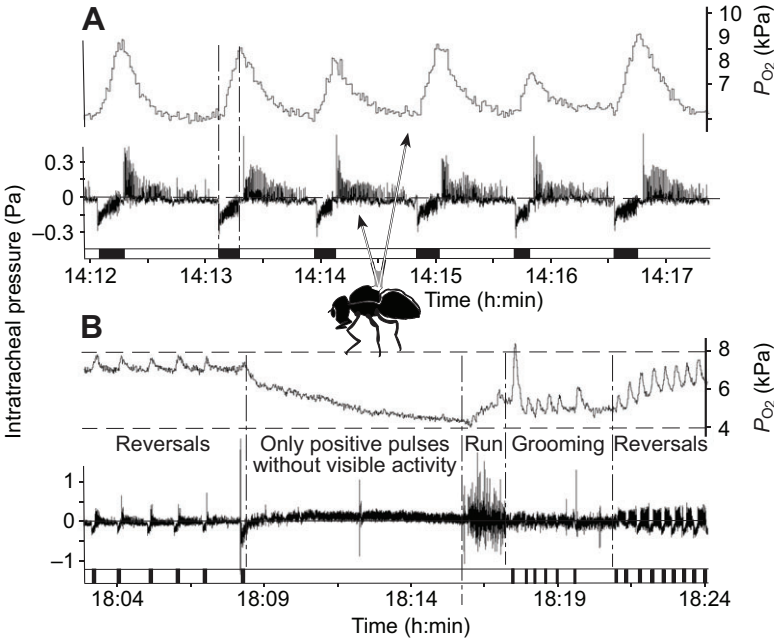 A
10
9
8
7
P_O2 (kPa)
0.3
0
–0.3
14:12 14:13 14:14 14:15 14:16 14:17
Time (h:min)
Intratracheal pressure (Pa)
B
8
6
4
P_O2 (kPa)
Reversals Only positive pulses without visible activity Run Grooming Reversals
1
0
–1
18:04 18:09 18:14 18:19 18:24
Time (h:min)